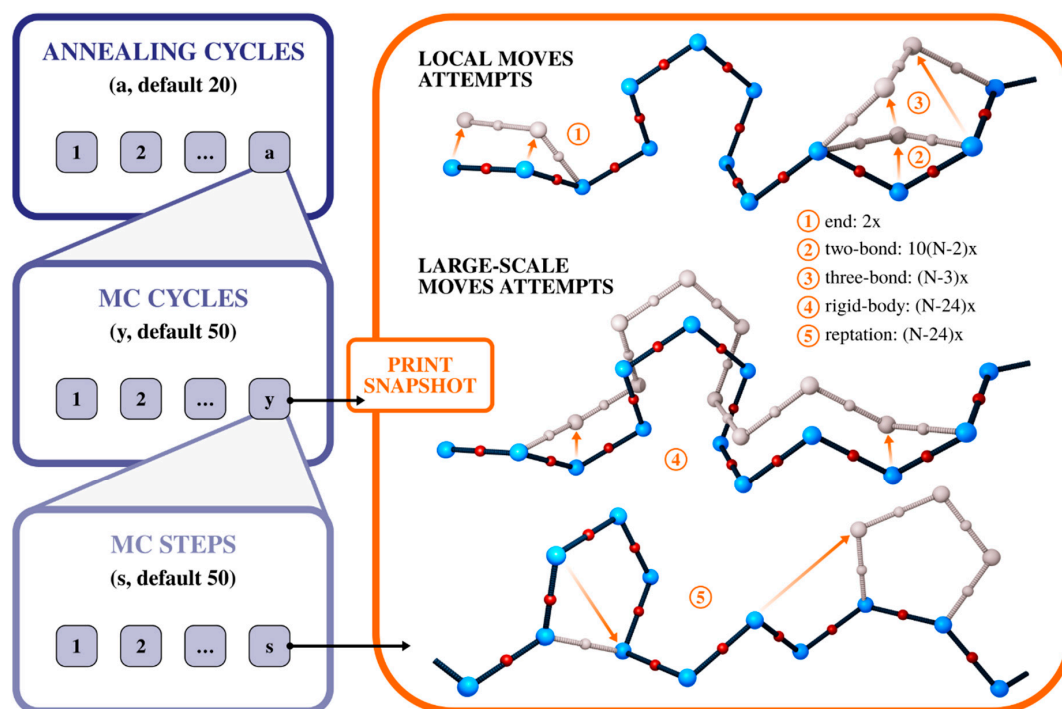 ANNEALING CYCLES
(a, default 20)
1 2 ... a
MC CYCLES
(y, default 50)
1 2 ... y
MC STEPS
(s, default 50)
1 2 ... s
PRINT
SNAPSHOT
LOCAL MOVES
ATTEMPTS
1
3
2
1 end: 2x
2 two-bond: 10(N-2)x
3 three-bond: (N-3)x
4 rigid-body: (N-24)x
5 reptation: (N-24)x
LARGE-SCALE
MOVES ATTEMPTS
4
5